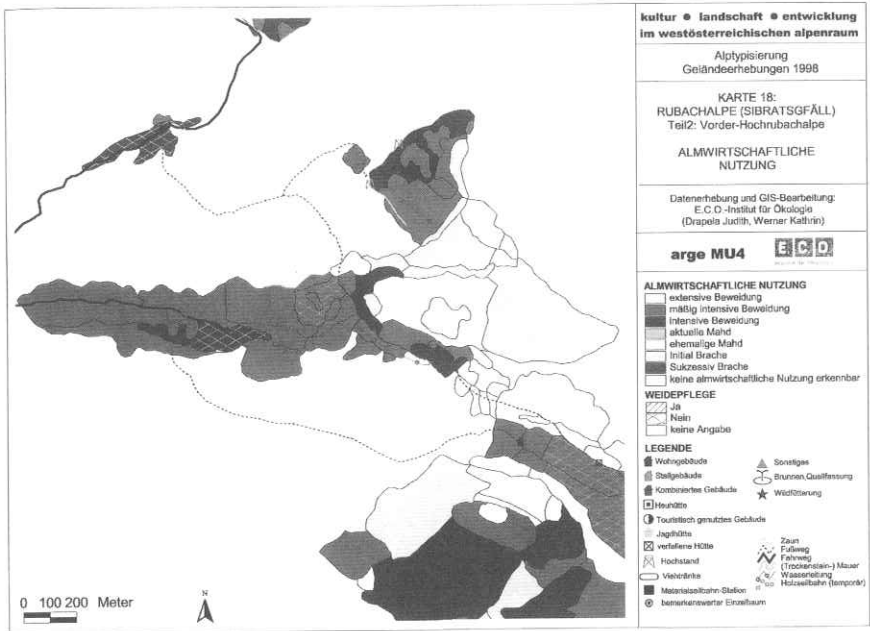 kultur ● landschaft ● entwicklung
im westösterreichischen alpenraum
Alptypisierung
Geländeerhebungen 1998
KARTE 18:
RUBACHALPE (SIBRATSGFÄLL)
Teil2: Vorder-Hochrubachalpe
ALMWIRTSCHAFTLICHE
NUTZUNG
Datenerhebung und GIS-Bearbeitung:
E.C.O.-Institut für Ökologie
(Drapela Judith, Werner Kathrin)
arge MU4
E C O
ALMWIRTSCHAFTLICHE NUTZUNG
extensive Beweidung
mäßig intensive Beweidung
intensive Beweidung
aktuelle Mahd
ehemalige Mahd
Initial Brache
Sukzessiv Brache
keine almwirtschaftliche Nutzung erkennbar
WEIDEPFLEGE
Ja
Nein
keine Angabe
LEGENDE
Wohngebäude
Stallgebäude
Kombiniertes Gebäude
Heuhütte
Touristisch genutztes Gebäude
Jagdhütte
verfallene Hütte
Hochstand
Viehtränke
Materialseilbahn-Station
bemerkenswerter Einzelbaum
Sonstiges
Brunnen, Quellfassung
Wildfütterung
Zaun
Fußweg
Fahrweg
(Trockenstein-) Mauer
Wasserleitung
Holzseilbahn (temporär)
0 100 200 Meter
N